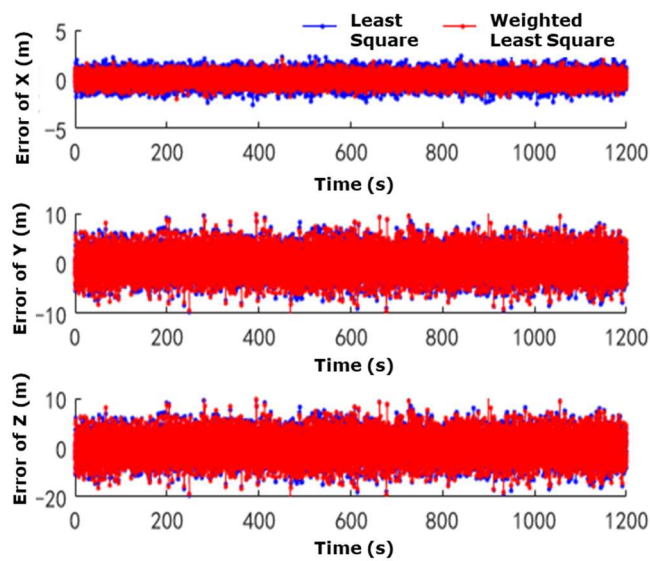 Least Square
Weighted Least Square
Error of X (m)
5
0
−5
0 200 400 600 800 1000 1200
Time (s)
Error of Y (m)
10
0
−10
0 200 400 600 800 1000 1200
Time (s)
Error of Z (m)
10
0
−20
0 200 400 600 800 1000 1200
Time (s)